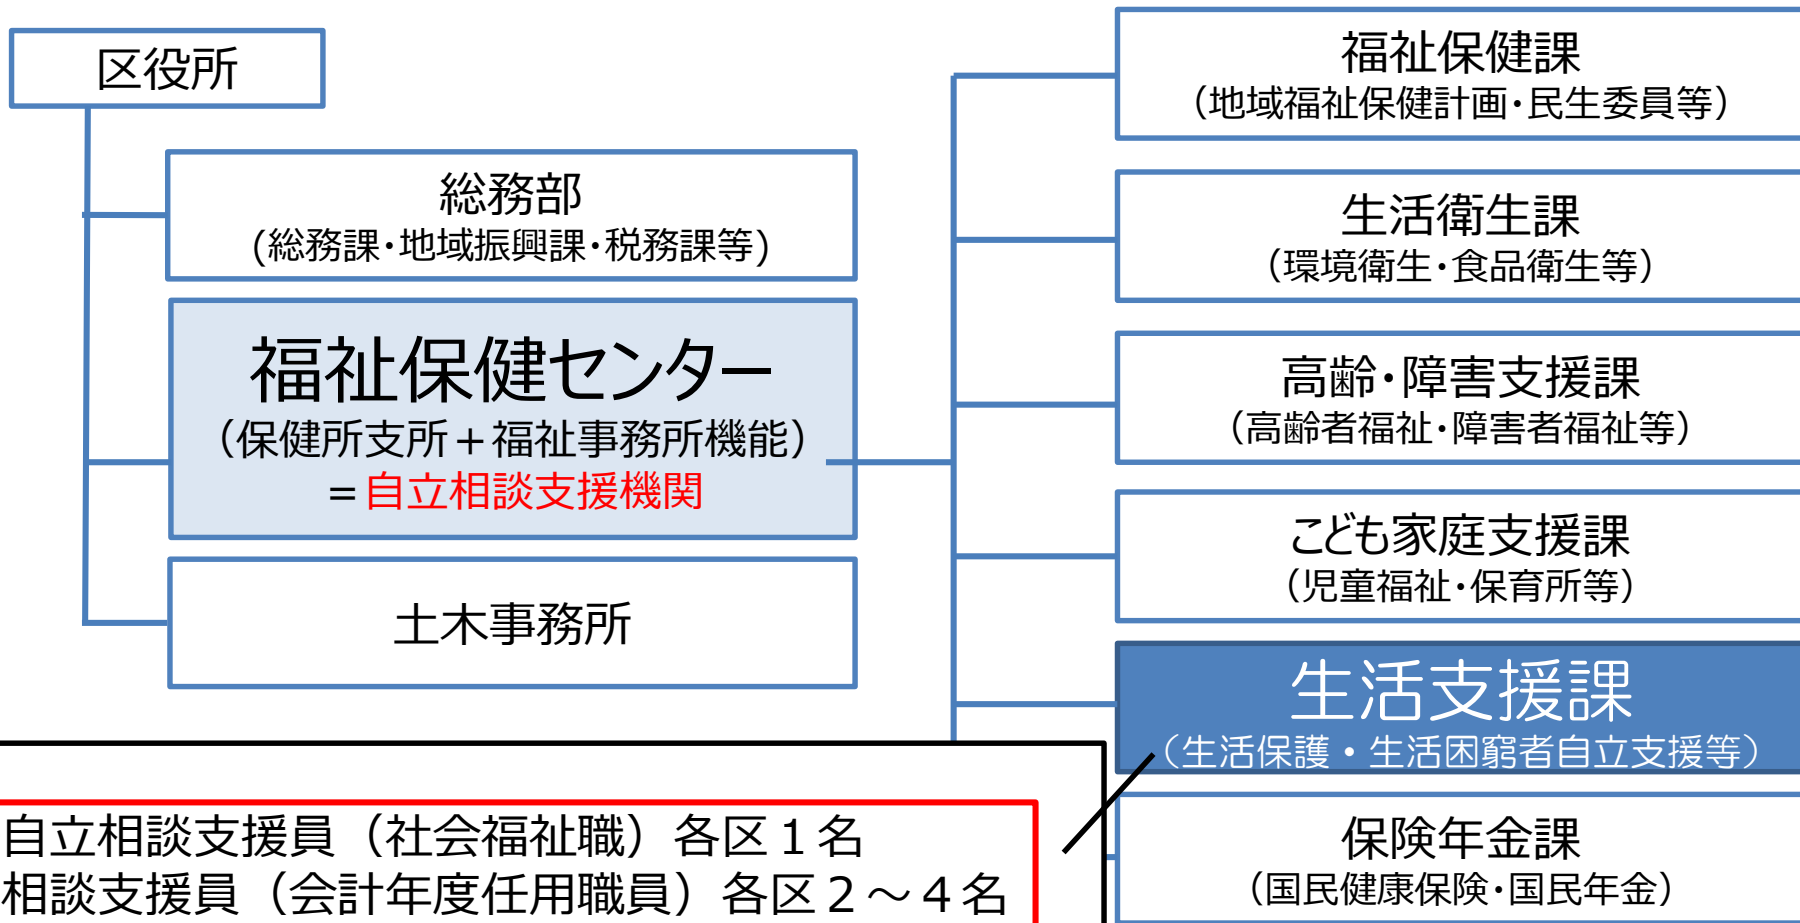 区役所
総務部
(総務課・地域振興課・税務課等)
福祉保健センター
（保健所支所＋福祉事務所機能）
＝自立相談支援機関
土木事務所
福祉保健課
（地域福祉保健計画・民生委員等）
生活衛生課
（環境衛生・食品衛生等）
高齢・障害支援課
（高齢者福祉・障害者福祉等）
こども家庭支援課
（児童福祉・保育所等）
生活支援課
（生活保護・生活困窮者自立支援等）
保険年金課
（国民健康保険・国民年金）
自立相談支援員（社会福祉職）各区１名
相談支援員（会計年度任用職員）各区２～４名